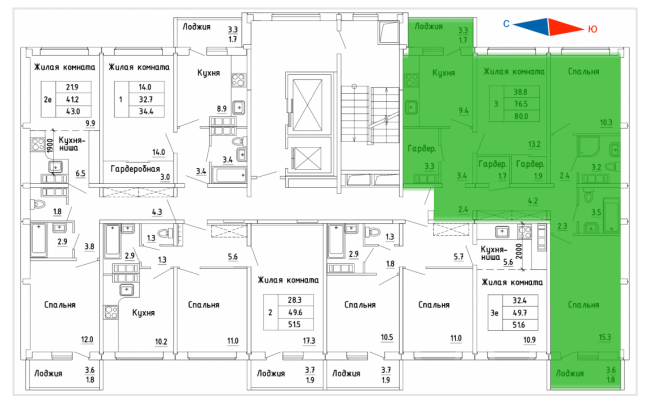 Лоджия 3.3
1.7
Лоджия 3.3
1.7
С Ю
Жилая комната
21.9
2е 41.2
43.0
9.9
Жилая комната
14.0
1 32.7
34.4
14.0
Кухня
8.9
Кухня
9.4
Жилая комната
38.8
3 76.5
80.0
13.2
Спальня
10.3
1900
Кухня-
ниша
6.5
Гардеробная
3.0
3.4
3.4
Гардер.
3.3
3.4
Гардер.
1.7
Гардер.
1.9
2.4
3.2
1.8
4.3
2.4
4.2
3.5
2.3
2.9
3.8
2.9
1.3
1.3
5.6
2.9
1.3
1.8
5.7
Кухня-
ниша
5.6
2000
Спальня
12.0
Кухня
10.2
Спальня
11.0
Жилая комната
28.3
2 49.6
51.5
17.3
Спальня
10.5
Спальня
11.0
Жилая комната
32.4
3е 49.7
51.6
10.9
Спальня
15.3
Лоджия 3.6
1.8
Лоджия 3.7
1.9
3.7 Лоджия
1.9
Лоджия 3.6
1.8